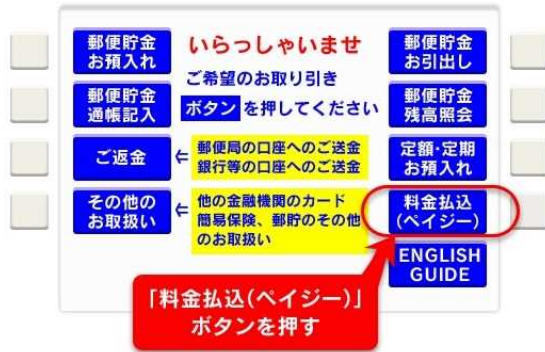 郵便貯金
お預入れ
いらっしゃいませ
郵便貯金
お引出し
ご希望のお取り引き
ボタンを押してください
郵便貯金
通帳記入
郵便貯金
残高照会
ご返金
⇐ 郵便局の口座へのご送金
銀行等の口座へのご送金
定額・定期
お預入れ
その他の
お取扱い
⇐ 他の金融機関のカード
簡易保険、郵貯のその他
のお取扱い
料金払込
(ペイジー)
ENGLISH
GUIDE
「料金払込(ペイジー)」
ボタンを押す